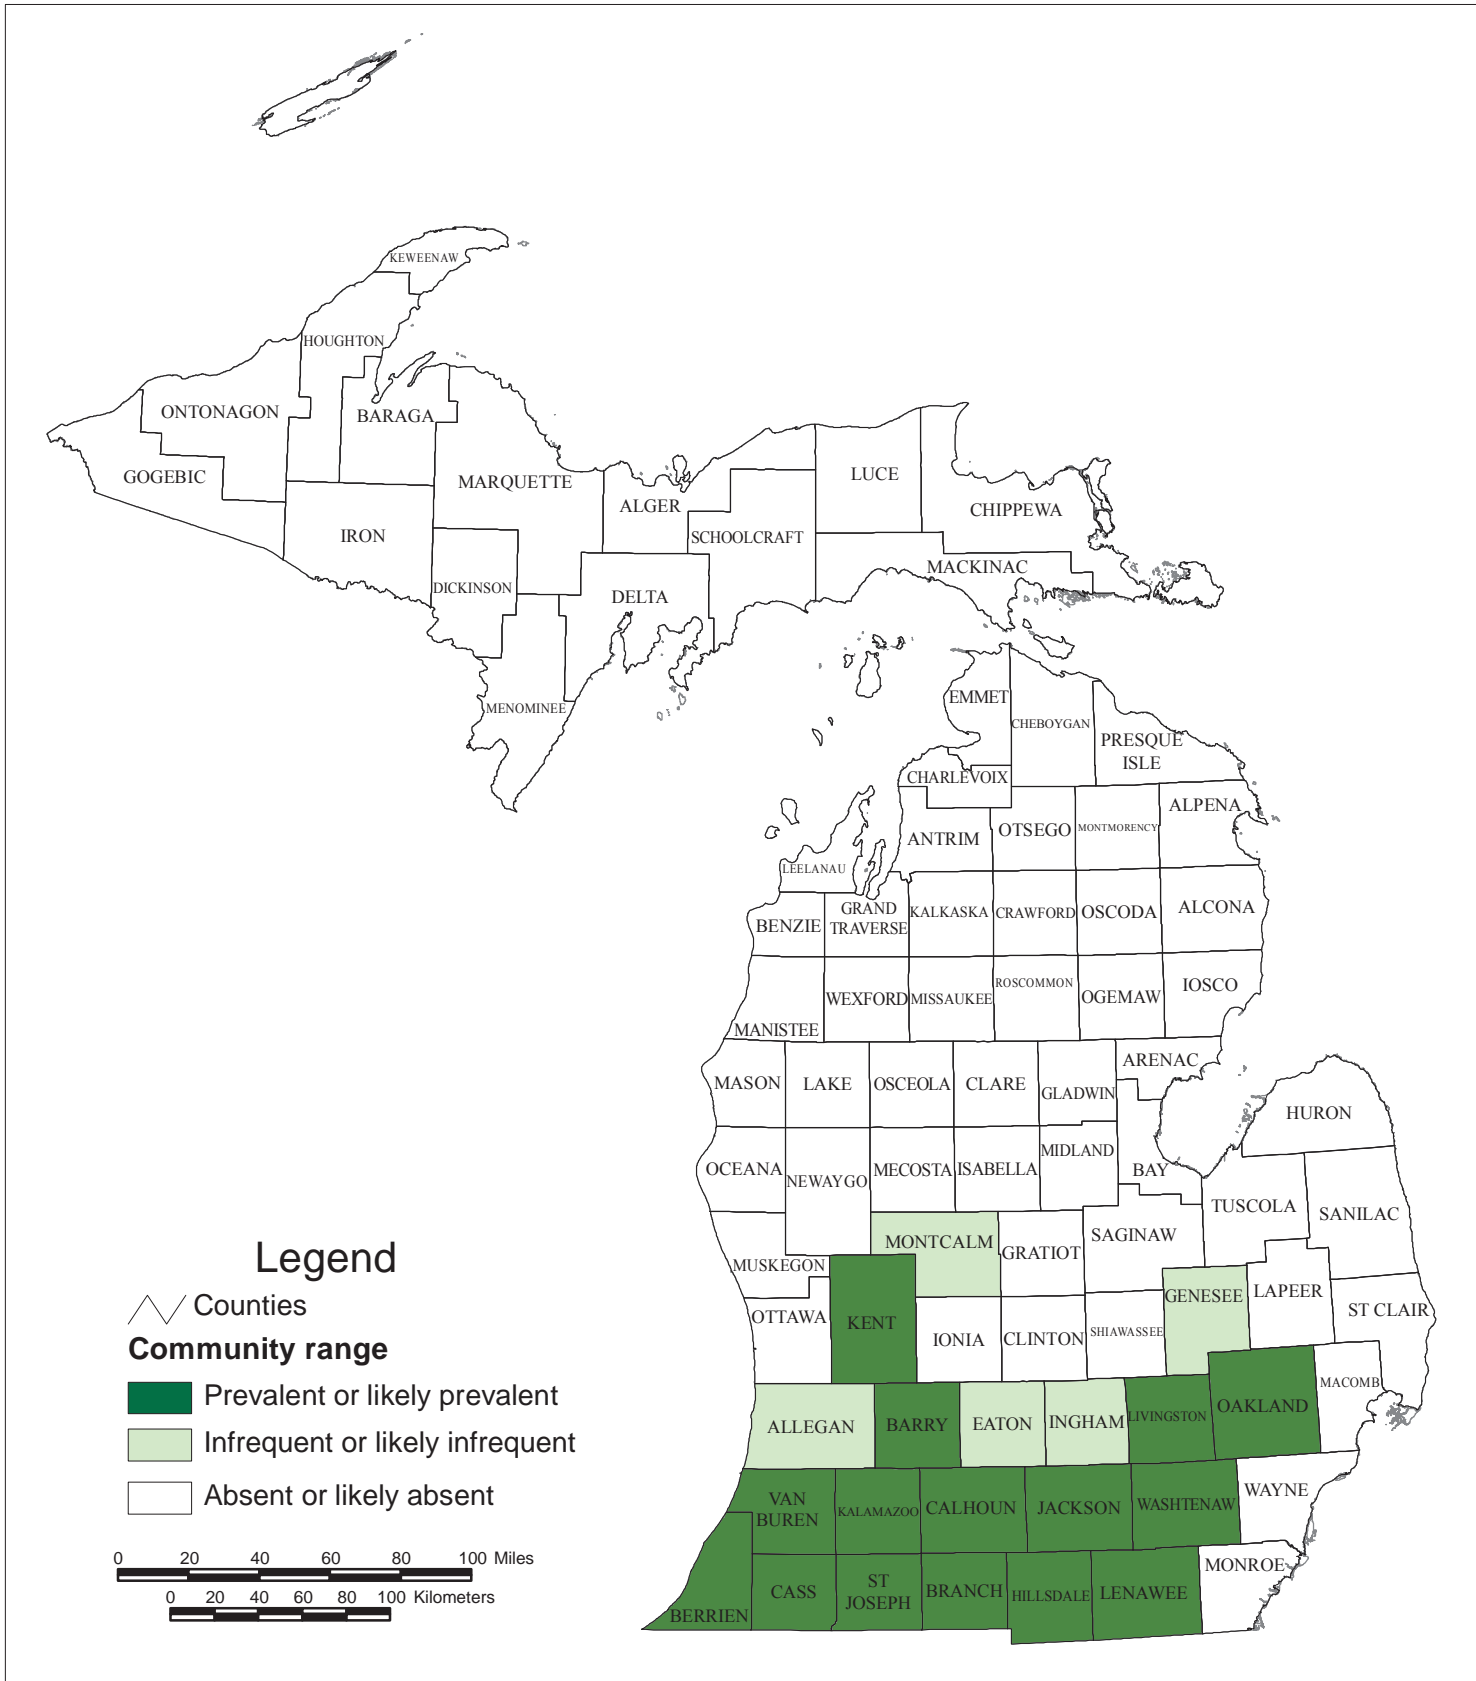 KEWEENAW
HOUGHTON
ONTONAGON
BARAGA
GOGEBIC
MARQUETTE
LUCE
ALGER
CHIPPEWA
IRON
SCHOOLCRAFT
MACKINAC
DICKINSON
DELTA
EMMET
MENOMINEE
CHEBOYGAN
PRESQUE
ISLE
CHARLEVOIX
ALPENA
ANTRIM
OTSEGO
MONTMORENCY
LEELANAU
BENZIE
GRAND
TRAVERSE
KALKASKA
CRAWFORD
OSCODA
ALCONA
MANISTEE
WEXFORD
MISSAUKEE
ROSCOMMON
OGEMAW
IOSCO
ARENAC
MASON
LAKE
OSCEOLA
CLARE
GLADWIN
HURON
OCEANA
NEWAYGO
MECOSTA
ISABELLA
MIDLAND
BAY
TUSCOLA
SANILAC
MONTCALM
GRATIOT
SAGINAW
MUSKEGON
GENESEE
LAPEER
ST CLAIR
OTTAWA
KENT
IONIA
CLINTON
SHIAWASSEE
MACOMB
ALLEGAN
BARRY
EATON
INGHAM
LIVINGSTON
OAKLAND
VAN
BUREN
KALAMAZOO
CALHOUN
JACKSON
WASHTENAW
WAYNE
BERRIEN
CASS
ST
JOSEPH
BRANCH
HILLSDALE
LENAWEE
MONROE
Legend
Counties
Community range
Prevalent or likely prevalent
Infrequent or likely infrequent
Absent or likely absent
0 20 40 60 80 100 Miles
0 20 40 60 80 100 Kilometers